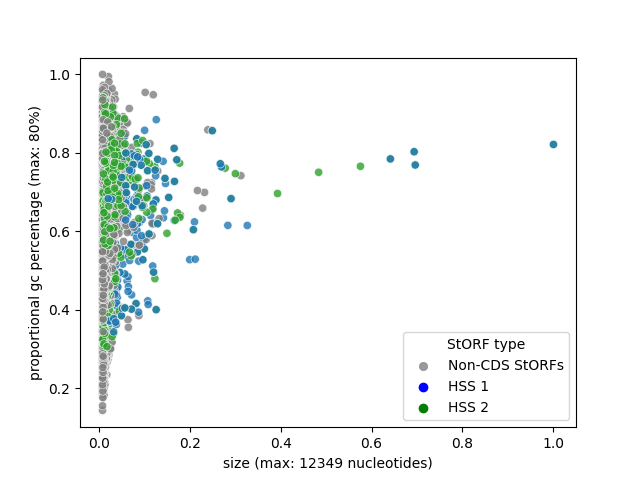 1.0
0.8
0.6
0.4
0.2
proportional gc percentage (max: 80%)
StORF type
Non-CDS StORFs
HSS 1
HSS 2
0.0
0.2
0.4
0.6
0.8
1.0
size (max: 12349 nucleotides)